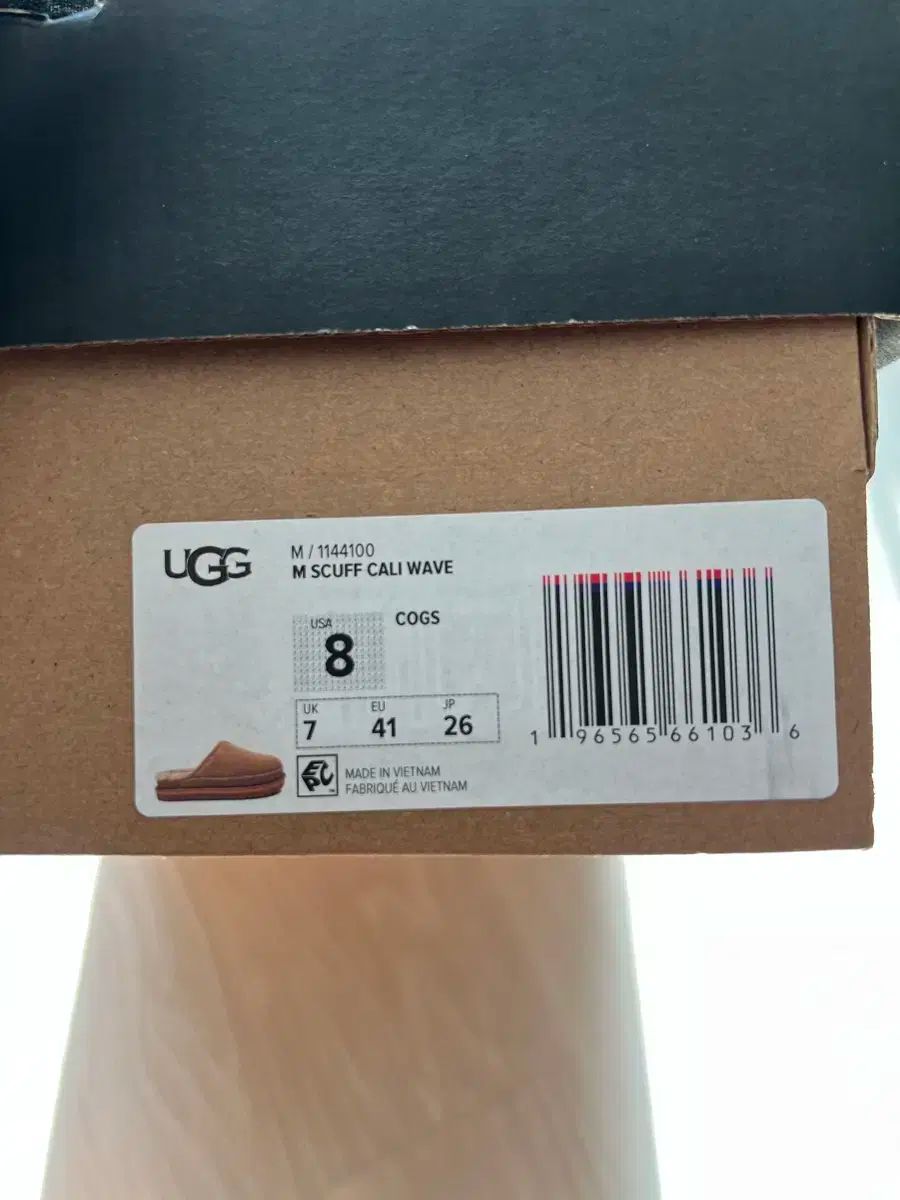 UGG
M / 1144100
M SCUFF CALI WAVE
USA
8
COGS
UK EU JP
7 41 26
EPC™
MADE IN VIETNAM
FABRIQUÉ AU VIETNAM
1 96565 66103 6